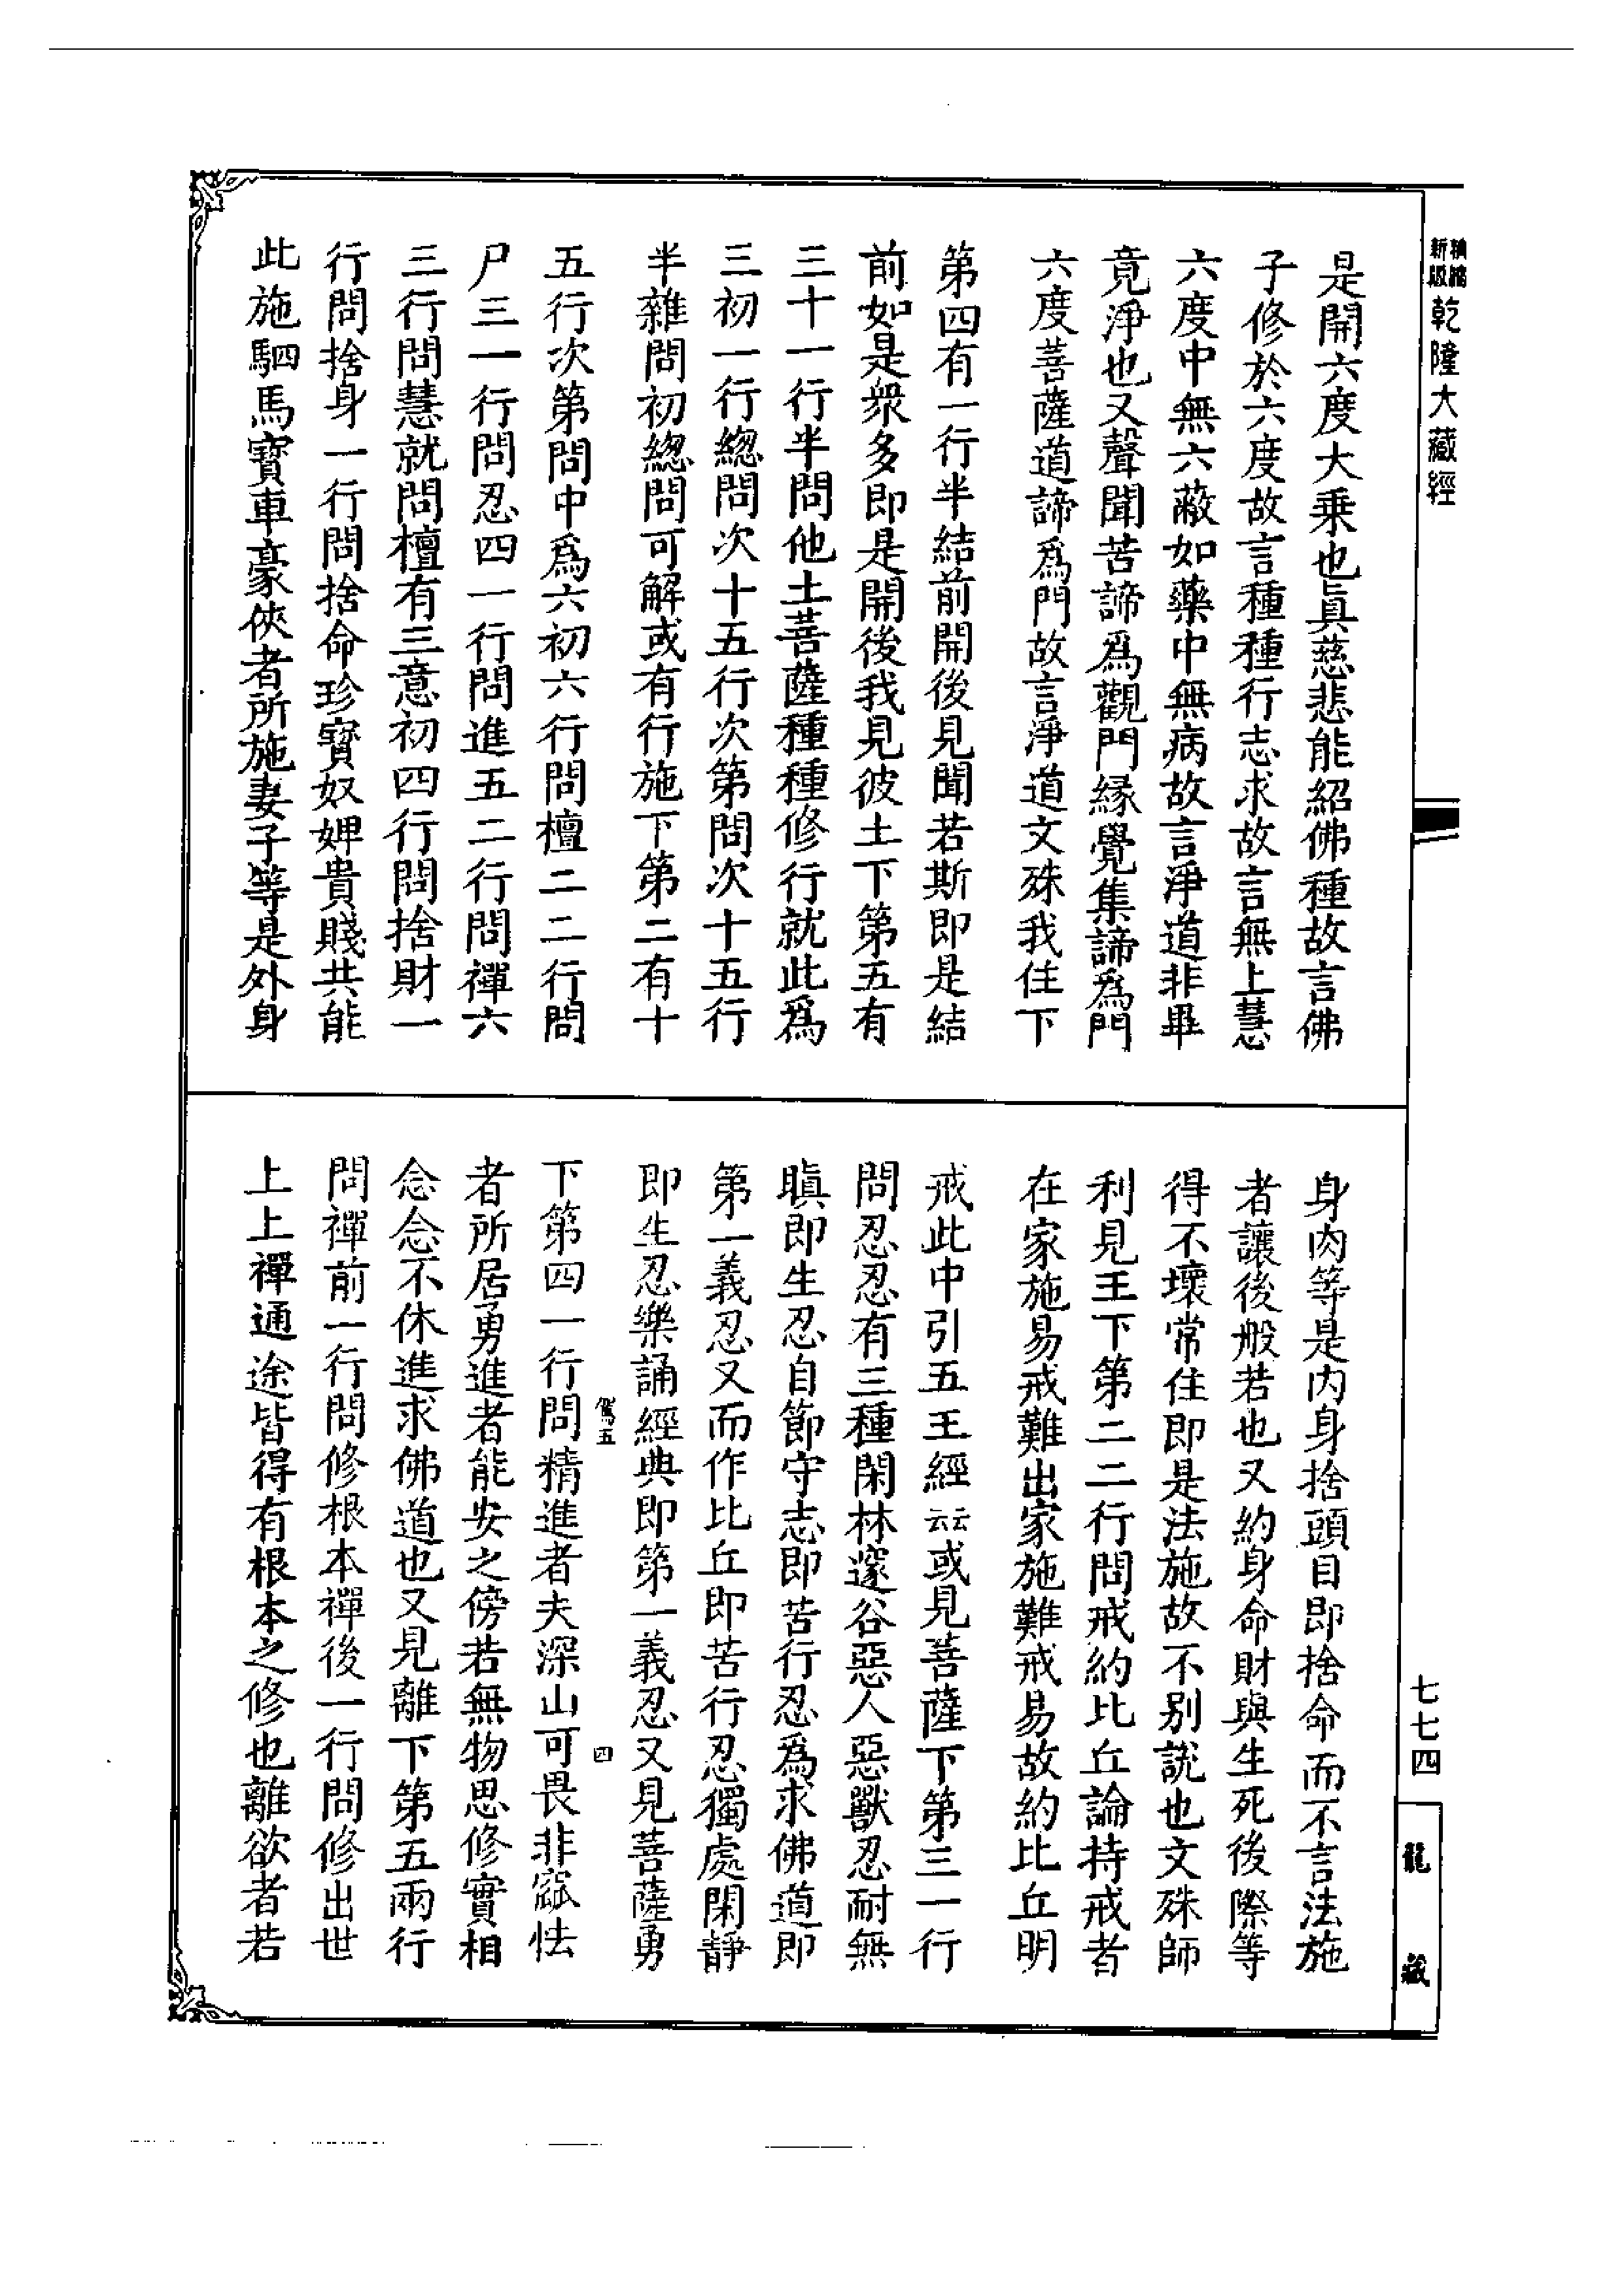 精縮新版乾隆大藏經
是開六度大乗也眞慈悲能紹佛種故言佛
子修於六度故言種種行志求故言無上慧
六度中無六蔽如藥中無病故言淨道非畢
竟淨也又聲聞苦諦爲觀門縁覺集諦爲門
六度菩薩道諦爲門故言淨道文殊我住下
第四有一行半結前開後見聞若斯即是結
前如是衆多即是開後我見彼土下第五有
三十一行半問他土菩薩種種修行就此爲
三初一行總問次十五行次第問次十五行
半雜問初總問可解或有行施下第二有十
五行次第問中爲六初六行問檀二二行問
尸三一行問忍四一行問進五二行問禪六
三行問慧就問檀有三意初四行問捨財一
行問捨身一行問捨命珍寶奴婢貴賤共能
此施駟馬寶車豪俠者所施妻子等是外身
身肉等是内身捨頭目即捨命而不言法施
者讓後般若也又約身命財與生死後際等
得不壞常住即是法施故不别説也文殊師
利見王下第二二行問戒約比丘論持戒者
在家施易戒難出家施難戒易故約比丘明
戒此中引五王經云云或見菩薩下第三一行
問忍忍有三種閑林邃谷惡人惡獸忍耐無
瞋即生忍自節守志即苦行忍爲求佛道即
第一義忍又而作比丘即苦行忍獨處閑靜
即生忍樂誦經典即第一義忍又見菩薩勇
駕五
四
下第四一行問精進者夫深山可畏非窳怯
者所居勇進者能安之傍若無物思修實相
念念不休進求佛道也又見離下第五兩行
問禪前一行問修根本禪後一行問修出世
上上禪通途皆得有根本之修也離欲者若
七七四
龍藏